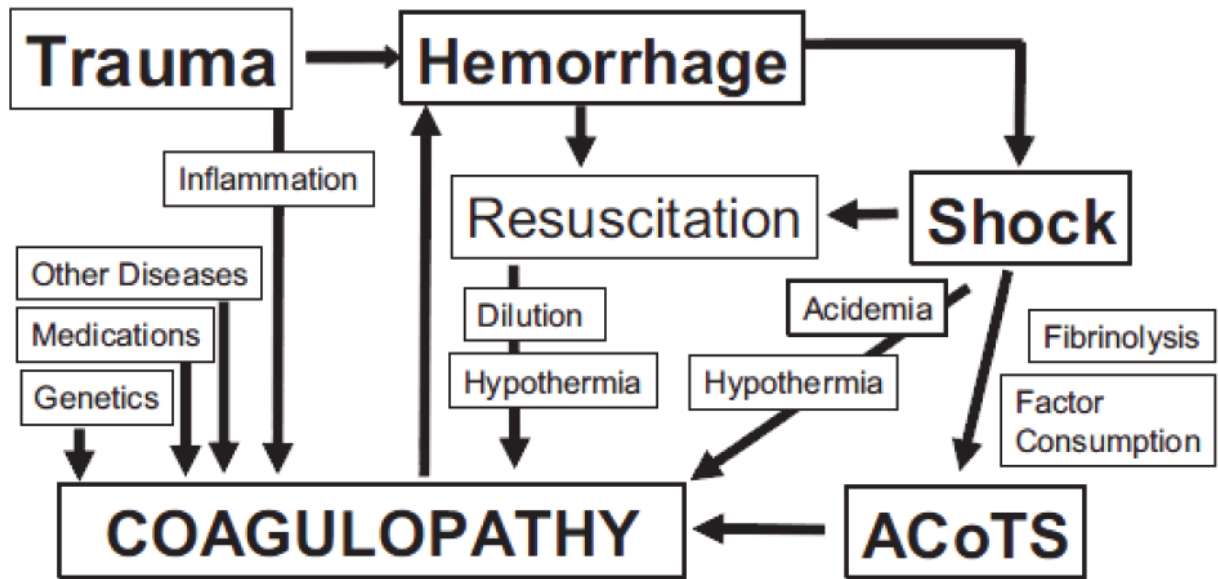 Trauma
Hemorrhage
Inflammation
Resuscitation
Shock
Other Diseases
Medications
Genetics
Dilution
Hypothermia
Acidemia
Hypothermia
Fibrinolysis
Factor
Consumption
COAGULOPATHY
ACoTS